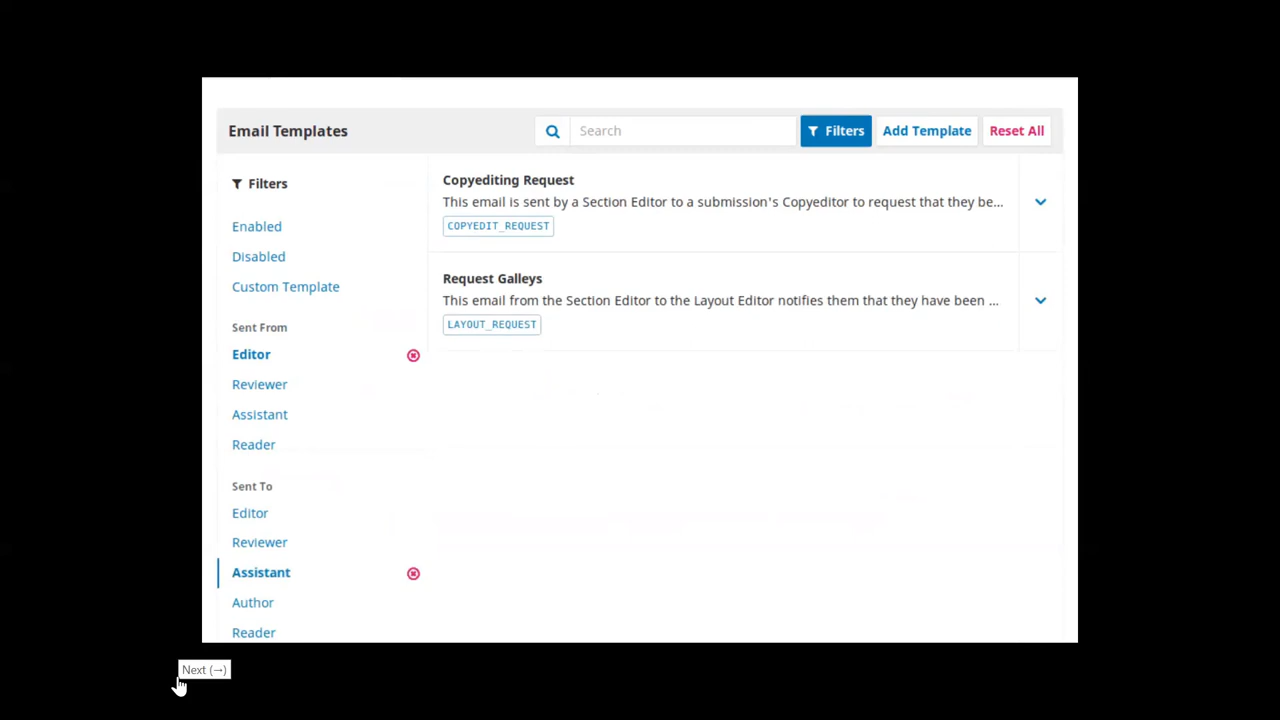 Email Templates
Search
Filters
Add Template
Reset All
Filters
Enabled
Disabled
Custom Template
Sent From
Editor
Reviewer
Assistant
Reader
Sent To
Editor
Reviewer
Assistant
Author
Reader
Copyediting Request
This email is sent by a Section Editor to a submission's Copyeditor to request that they be...
COPYEDIT_REQUEST
Request Galleys
This email from the Section Editor to the Layout Editor notifies them that they have been ...
LAYOUT_REQUEST
Next (→)